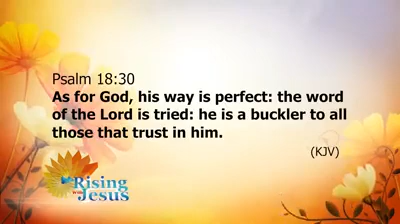 Psalm 18:30
As for God, his way is perfect: the word
of the Lord is tried: he is a buckler to all
those that trust in him.
(KJV)
Rising
With
Jesus